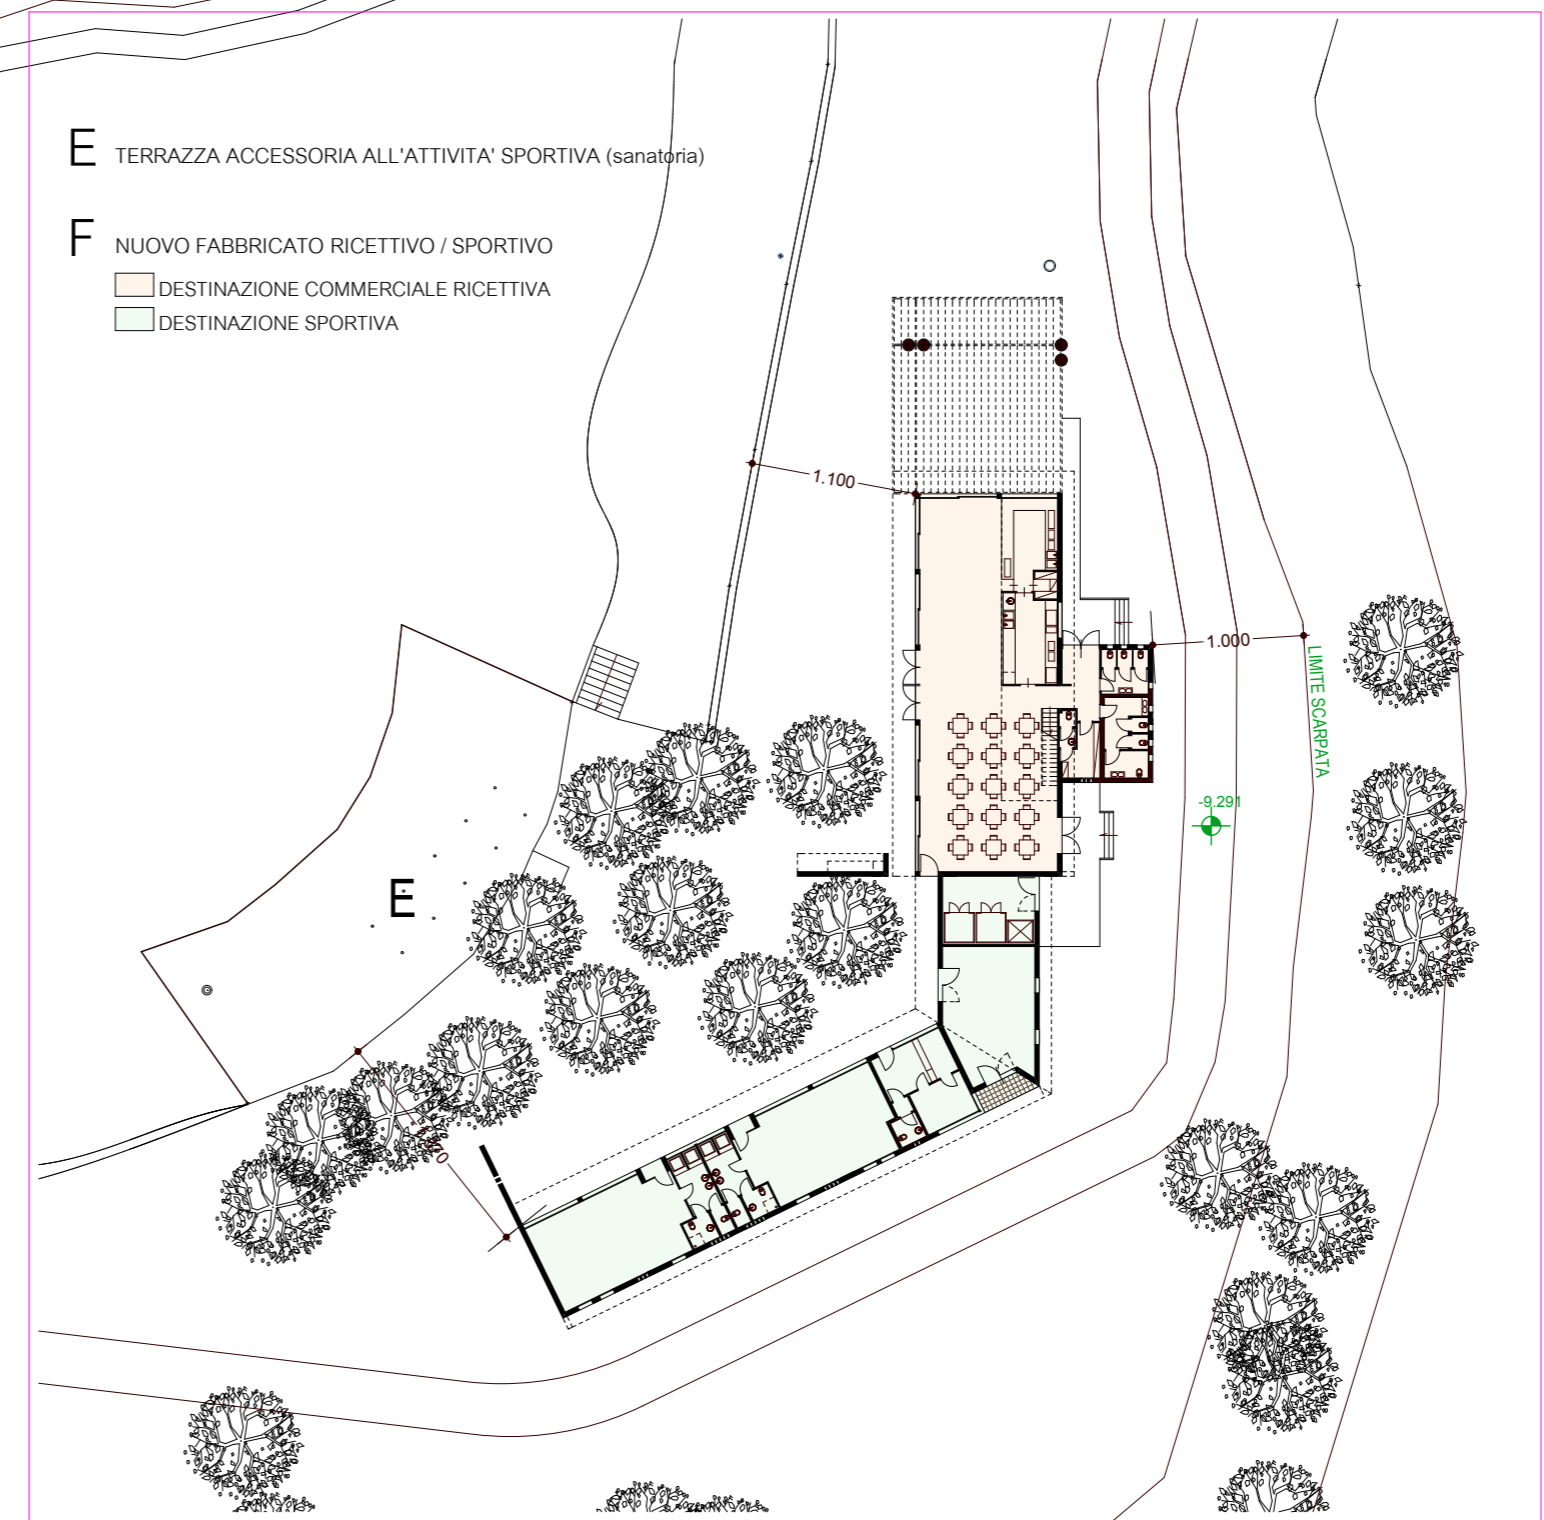 E TERRAZZA ACCESSORIA ALL'ATTIVITA' SPORTIVA (sanatoria)
F NUOVO FABBRICATO RICETTIVO / SPORTIVO
DESTINAZIONE COMMERCIALE RICETTIVA
DESTINAZIONE SPORTIVA
1.100
1.000
LIMITE SCARPATA
-9.291
E